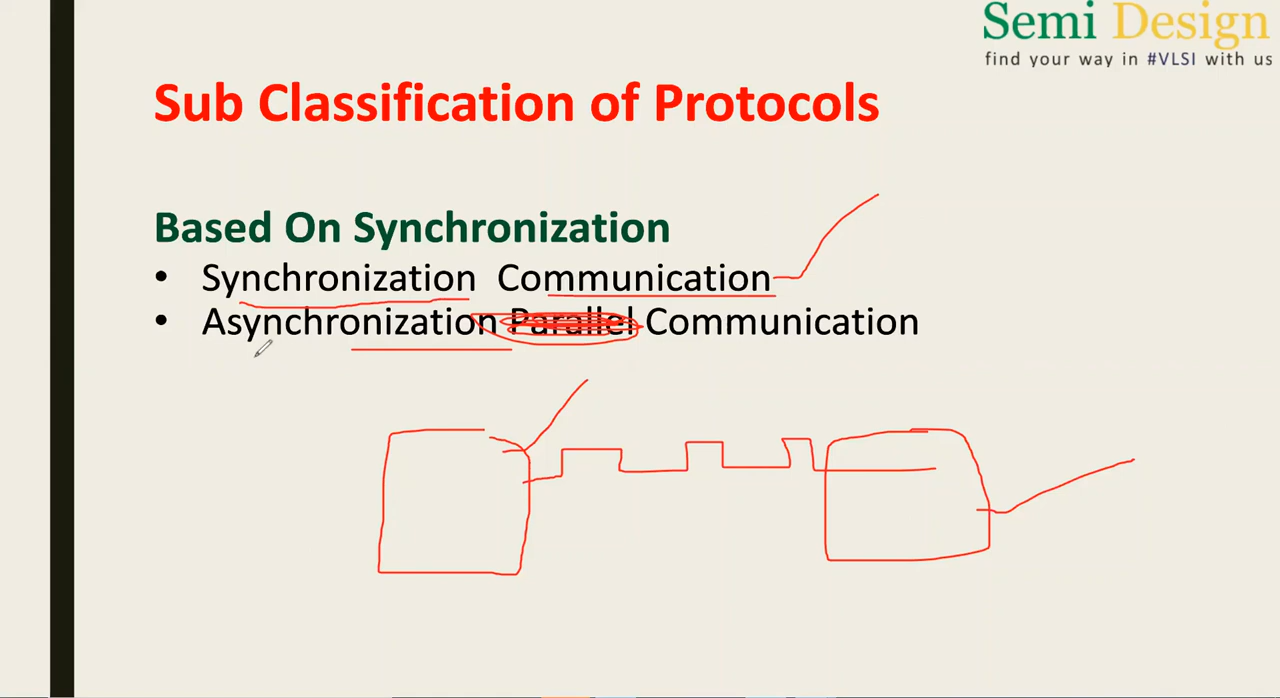 Semi Design
find your way in #VLSI with us
Sub Classification of Protocols
Based On Synchronization
• Synchronization Communication
• Asynchronization Parallel Communication